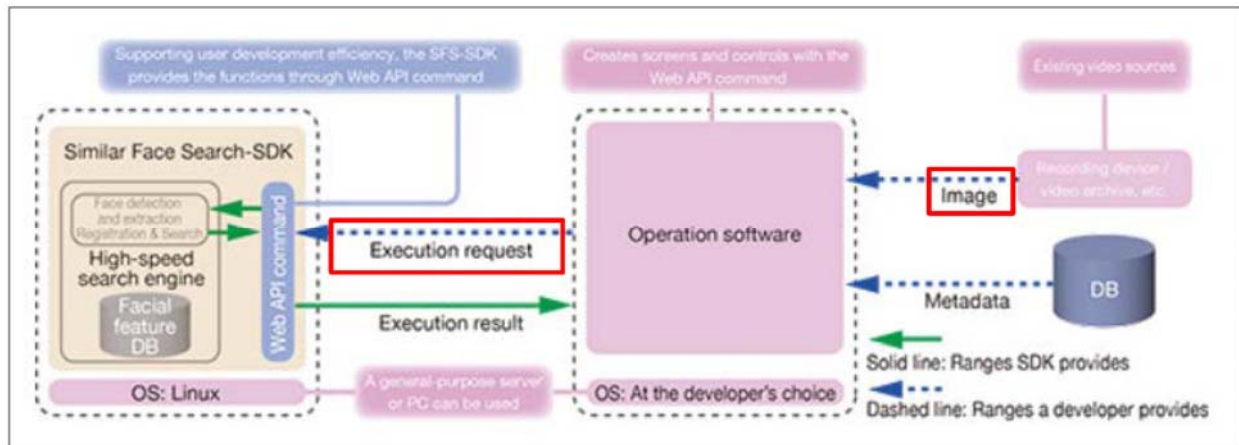 Supporting user development efficiency, the SFS-SDK
provides the functions through Web API command
Creates screens and controls with the
Web API command
Existing video sources
Similar Face Search-SDK
Face detection
and extraction
Registration & Search
High-speed
search engine
Facial
feature
DB
Web API command
OS: Linux
Execution request
Execution result
A general-purpose server
or PC can be used
Operation software
OS: At the developer's choice
Image
Recording device /
video archive, etc.
Metadata
DB
Solid line: Ranges SDK provides
Dashed line: Ranges a developer provides